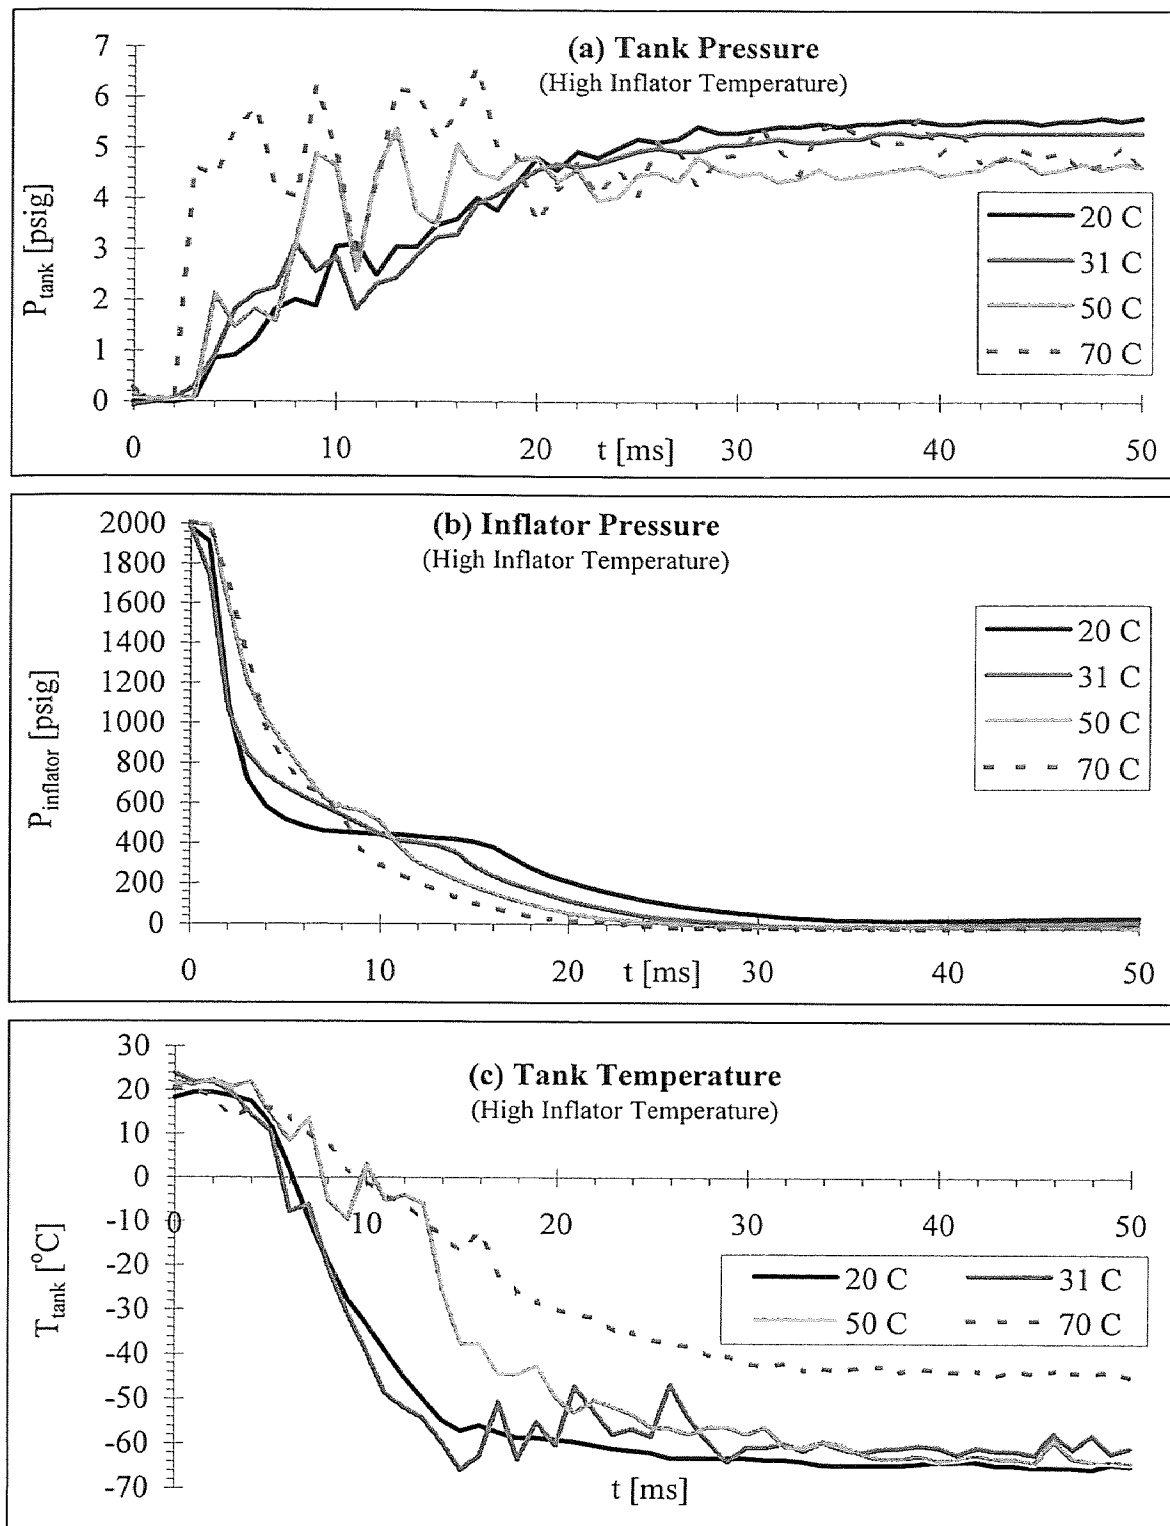 (a) Tank Pressure
(High Inflator Temperature)
7
6
5
4
3
2
1
0
P_tank [psig]
0 10 20 30 40 50
t [ms]
20 C
31 C
50 C
70 C
(b) Inflator Pressure
(High Inflator Temperature)
2000
1800
1600
1400
1200
1000
800
600
400
200
0
P_inflator [psig]
0 10 20 30 40 50
t [ms]
20 C
31 C
50 C
70 C
(c) Tank Temperature
(High Inflator Temperature)
30
20
10
0
-10
-20
-30
-40
-50
-60
-70
T_tank [°C]
0 10 20 30 40 50
20 C 31 C
50 C 70 C
t [ms]